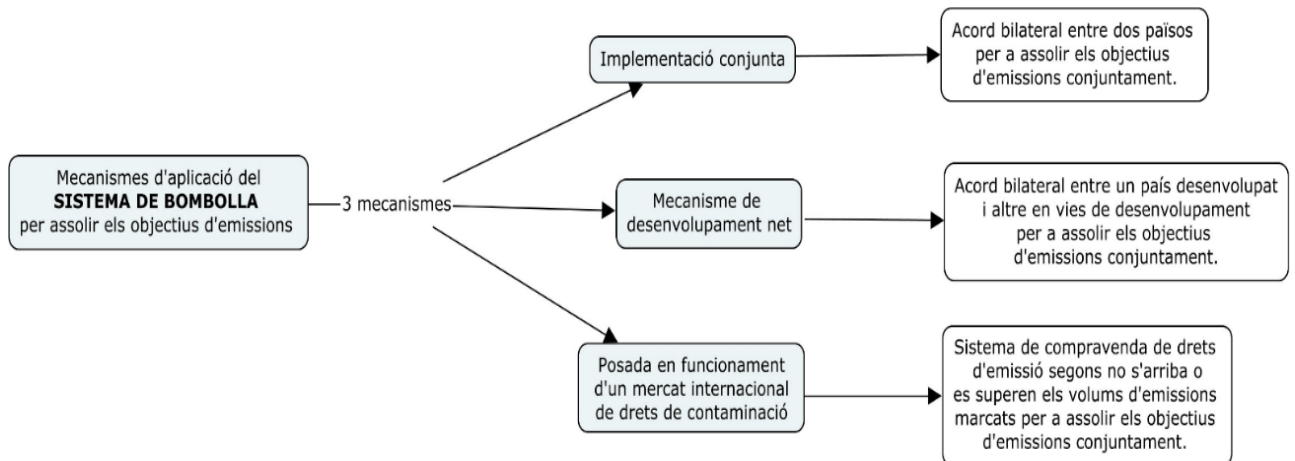 Mecanismes d'aplicació del
SISTEMA DE BOMBOLLA
per assolir els objectius d'emissions
3 mecanismes
Implementació conjunta
Acord bilateral entre dos països
per a assolir els objectius
d'emissions conjuntament.
Mecanisme de
desenvolupament net
Acord bilateral entre un país desenvolupat
i altre en vies de desenvolupament
per a assolir els objectius
d'emissions conjuntament.
Posada en funcionament
d'un mercat internacional
de drets de contaminació
Sistema de compravenda de drets
d'emissió segons no s'arriba o
es superen els volums d'emissions
marcats per a assolir els objectius
d'emissions conjuntament.